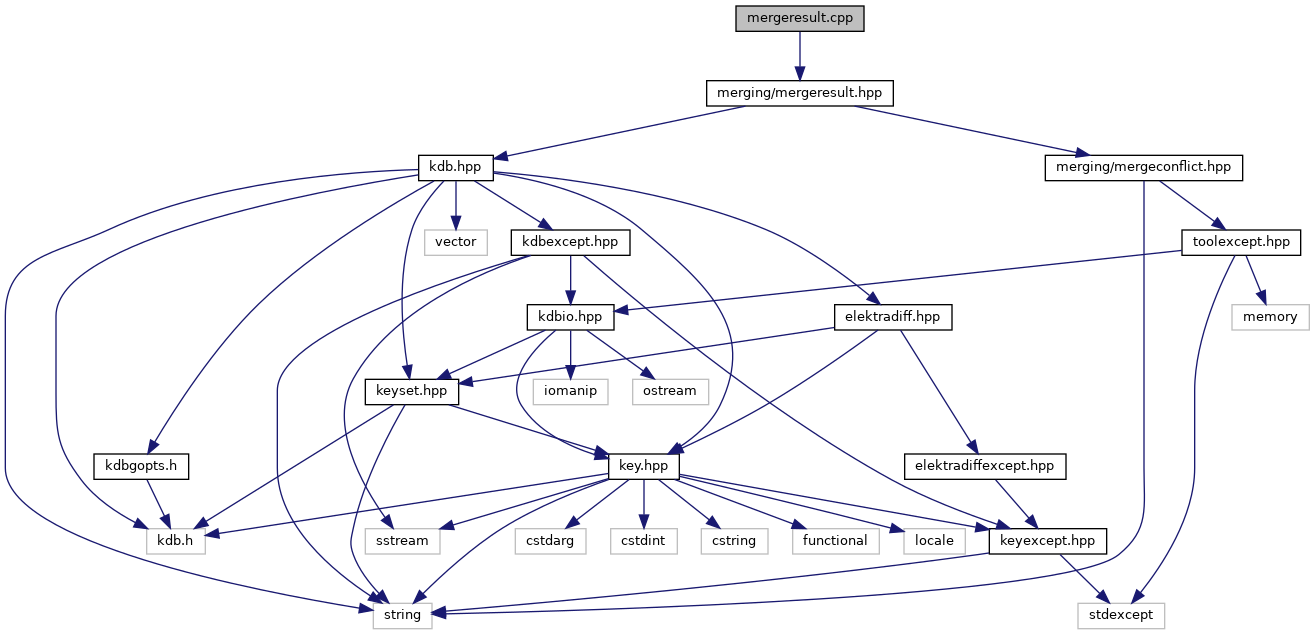 mergeresult.cpp
merging/mergeresult.hpp
kdb.hpp
merging/mergeconflict.hpp
vector
kdbexcept.hpp
toolexcept.hpp
kdbio.hpp
elektradiff.hpp
memory
keyset.hpp
iomanip
ostream
kdbgopts.h
key.hpp
elektradiffexcept.hpp
kdb.h
sstream
cstdarg
cstdint
cstring
functional
locale
keyexcept.hpp
string
stdexcept